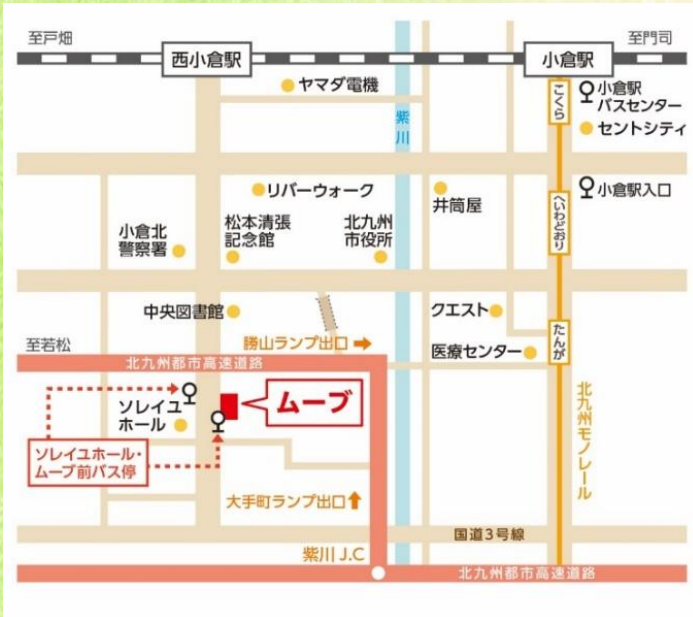 至戸畑
西小倉駅
小倉駅
至門司
ヤマダ電機
紫川
こくら
小倉駅
バスセンター
セントシティ
リバーウォーク
井筒屋
小倉駅入口
へいわどおり
小倉北
警察署
松本清張
記念館
北九州
市役所
中央図書館
クエスト
たんが
至若松
勝山ランプ出口
医療センター
北九州都市高速道路
ムーブ
ソレイユ
ホール
北九州モノレール
ソレイユホール・
ムーブ前バス停
大手町ランプ出口
国道3号線
紫川 J.C
北九州都市高速道路